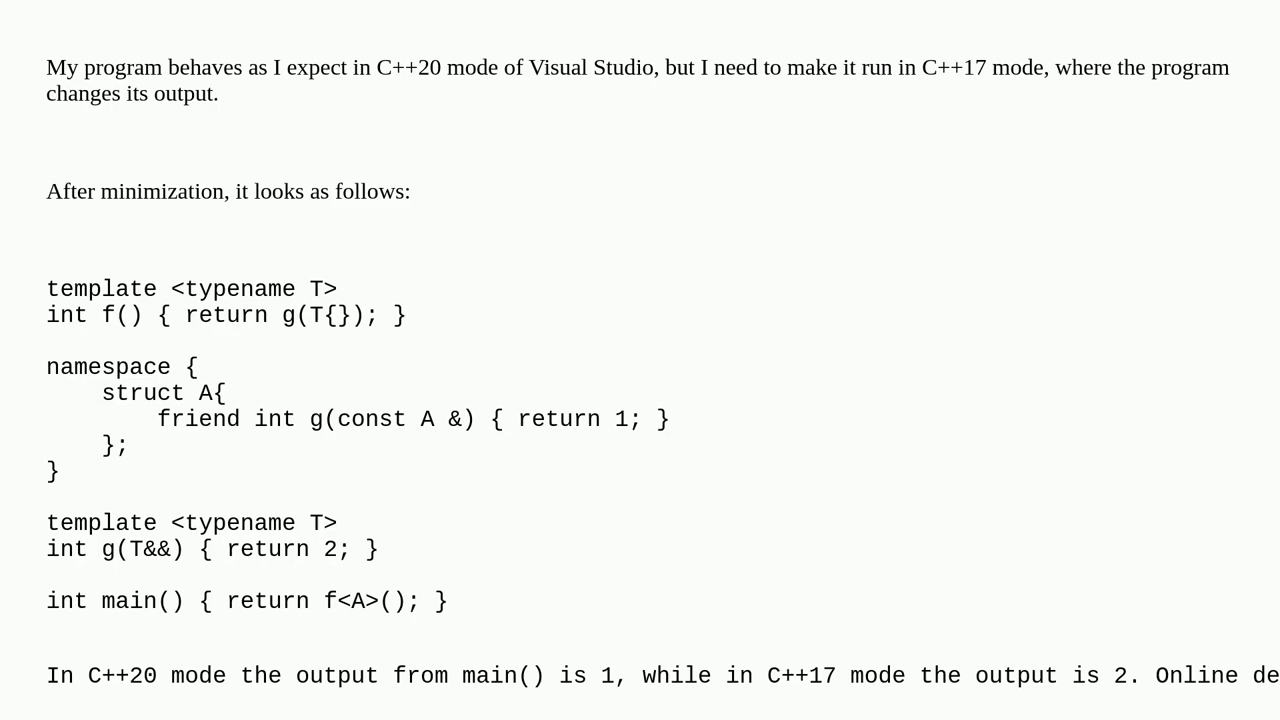 My program behaves as I expect in C++20 mode of Visual Studio, but I need to make it run in C++17 mode, where the program
changes its output.
After minimization, it looks as follows:
template <typename T>
int f() { return g(T{}); }
namespace {
    struct A{
        friend int g(const A &) { return 1; }
    };
}
template <typename T>
int g(T&&) { return 2; }
int main() { return f<A>(); }
In C++20 mode the output from main() is 1, while in C++17 mode the output is 2. Online